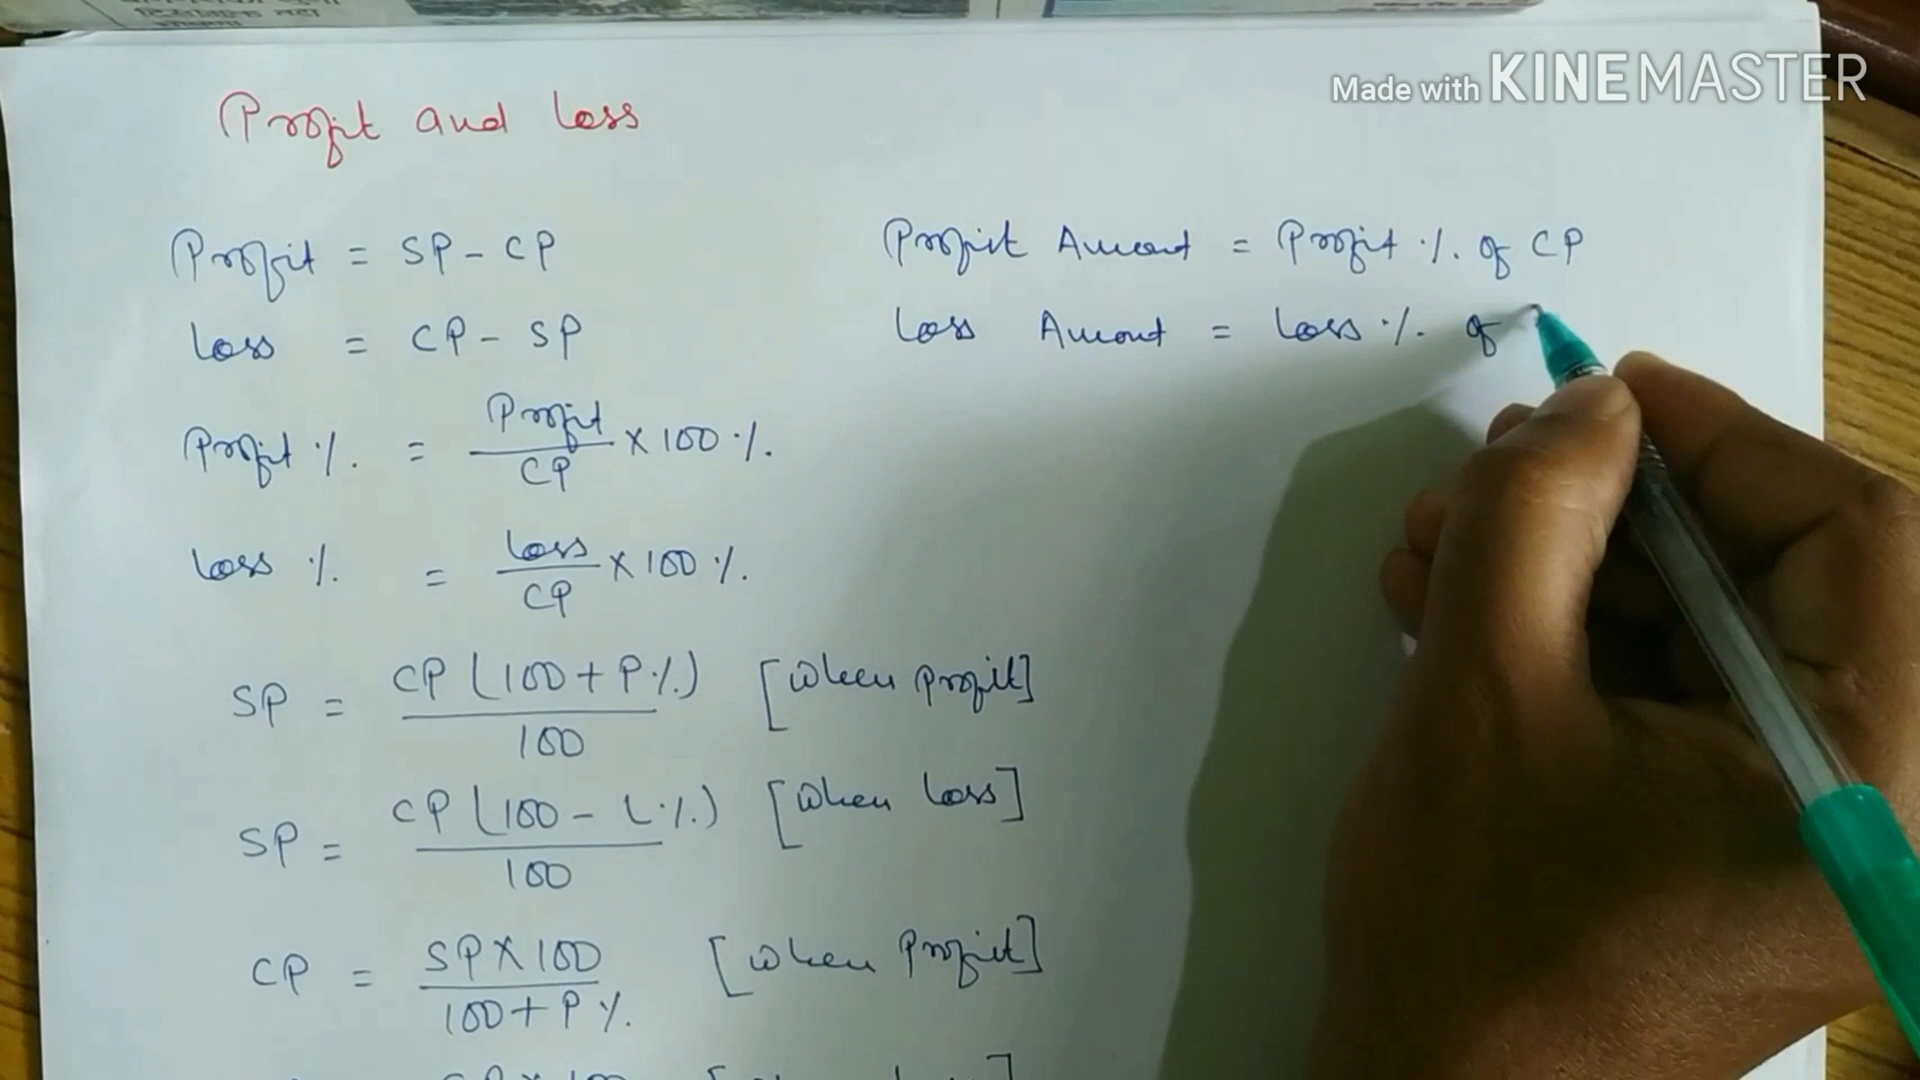 Made with KINEMASTER
Profit and Loss
Profit = SP - CP
Loss = CP - SP
Profit % = Profit / CP × 100 %
Loss % = Loss / CP × 100 %
SP = CP (100 + P%) / 100 [When profit]
SP = CP (100 - L%) / 100 [When Loss]
CP = SP × 100 / 100 + P% [When Profit]
Profit Amount = Profit % of CP
Loss Amount = Loss % of